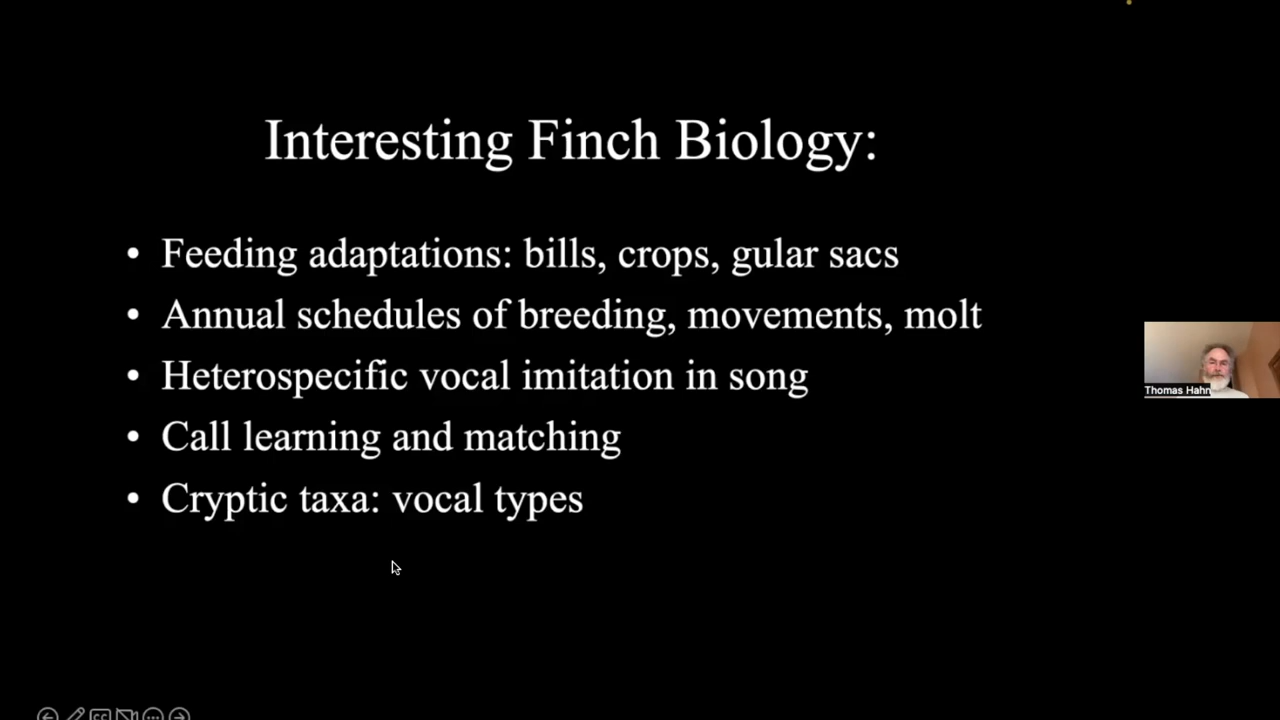 Interesting Finch Biology:
• Feeding adaptations: bills, crops, gular sacs
• Annual schedules of breeding, movements, molt
• Heterospecific vocal imitation in song
• Call learning and matching
• Cryptic taxa: vocal types
Thomas Hahn
CC